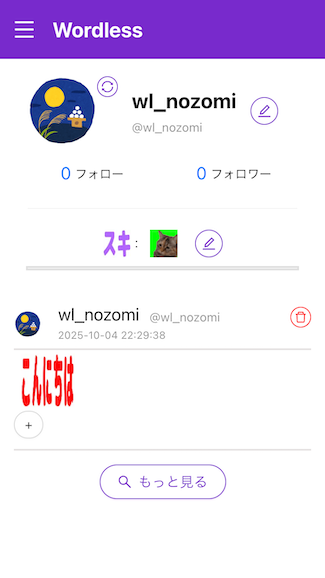 Wordless
wl_nozomi
@wl_nozomi
0 フォロー
0 フォロワー
スキ :
wl_nozomi @wl_nozomi
2025-10-04 22:29:38
こんにちは
+
もっと見る